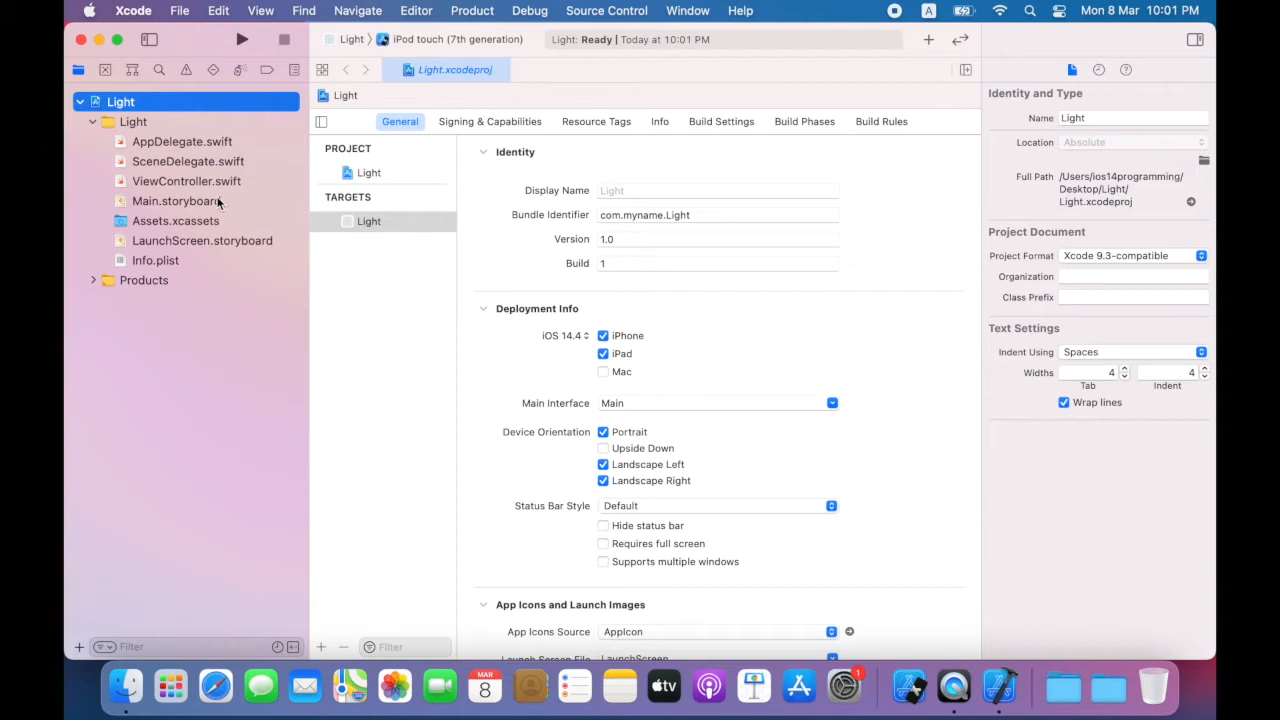 Xcode File Edit View Find Navigate Editor Product Debug Source Control Window Help A Mon 8 Mar 10:01 PM
Light iPod touch (7th generation) Light: Ready | Today at 10:01 PM
Light.xcodeproj
Light
Light
AppDelegate.swift
SceneDelegate.swift
ViewController.swift
Main.storyboard
Assets.xcassets
LaunchScreen.storyboard
Info.plist
Products
Filter
Light
General Signing & Capabilities Resource Tags Info Build Settings Build Phases Build Rules
PROJECT
Light
TARGETS
Light
Filter
Identity
Display Name Light
Bundle Identifier com.myname.Light
Version 1.0
Build 1
Deployment Info
iOS 14.4 iPhone
iPad
Mac
Main Interface Main
Device Orientation Portrait
Upside Down
Landscape Left
Landscape Right
Status Bar Style Default
Hide status bar
Requires full screen
Supports multiple windows
App Icons and Launch Images
App Icons Source AppIcon
Launch Screen File LaunchScreen
Identity and Type
Name Light
Location Absolute
Full Path /Users/ios14programming/
Desktop/Light/
Light.xcodeproj
Project Document
Project Format Xcode 9.3-compatible
Organization
Class Prefix
Text Settings
Indent Using Spaces
Widths 4 4
Tab Indent
Wrap lines
MAR
8
tv
1